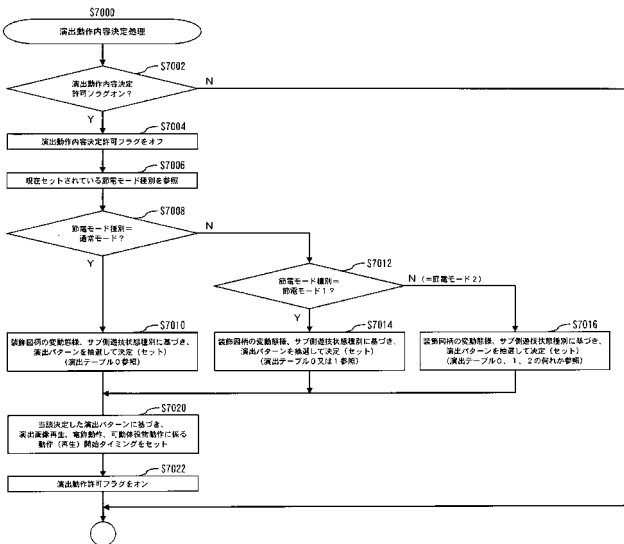 S7000
演出動作内容決定処理
S7002
演出動作内容決定
許可フラグオン？
N
Y
S7004
演出動作内容決定許可フラグをオフ
S7006
現在セットされている節電モード種別を参照
S7008
節電モード種別＝
通常モード？
N
Y
S7012
節電モード種別＝
節電モード１？
N（＝節電モード２）
Y
S7010
装飾図柄の変動態様、サブ側遊技状態種別に基づき、
演出パターンを抽選して決定（セット）
（演出テーブル０参照）
S7014
装飾図柄の変動態様、サブ側遊技状態種別に基づき、
演出パターンを抽選して決定（セット）
（演出テーブル０又は１参照）
S7016
装飾図柄の変動態様、サブ側遊技状態種別に基づき、
演出パターンを抽選して決定（セット）
（演出テーブル０、１、２の何れか参照）
S7020
当該決定した演出パターンに基づき、
演出画像再生、電飾動作、可動体役物動作に係る
動作（再生）開始タイミングをセット
S7022
演出動作許可フラグをオン